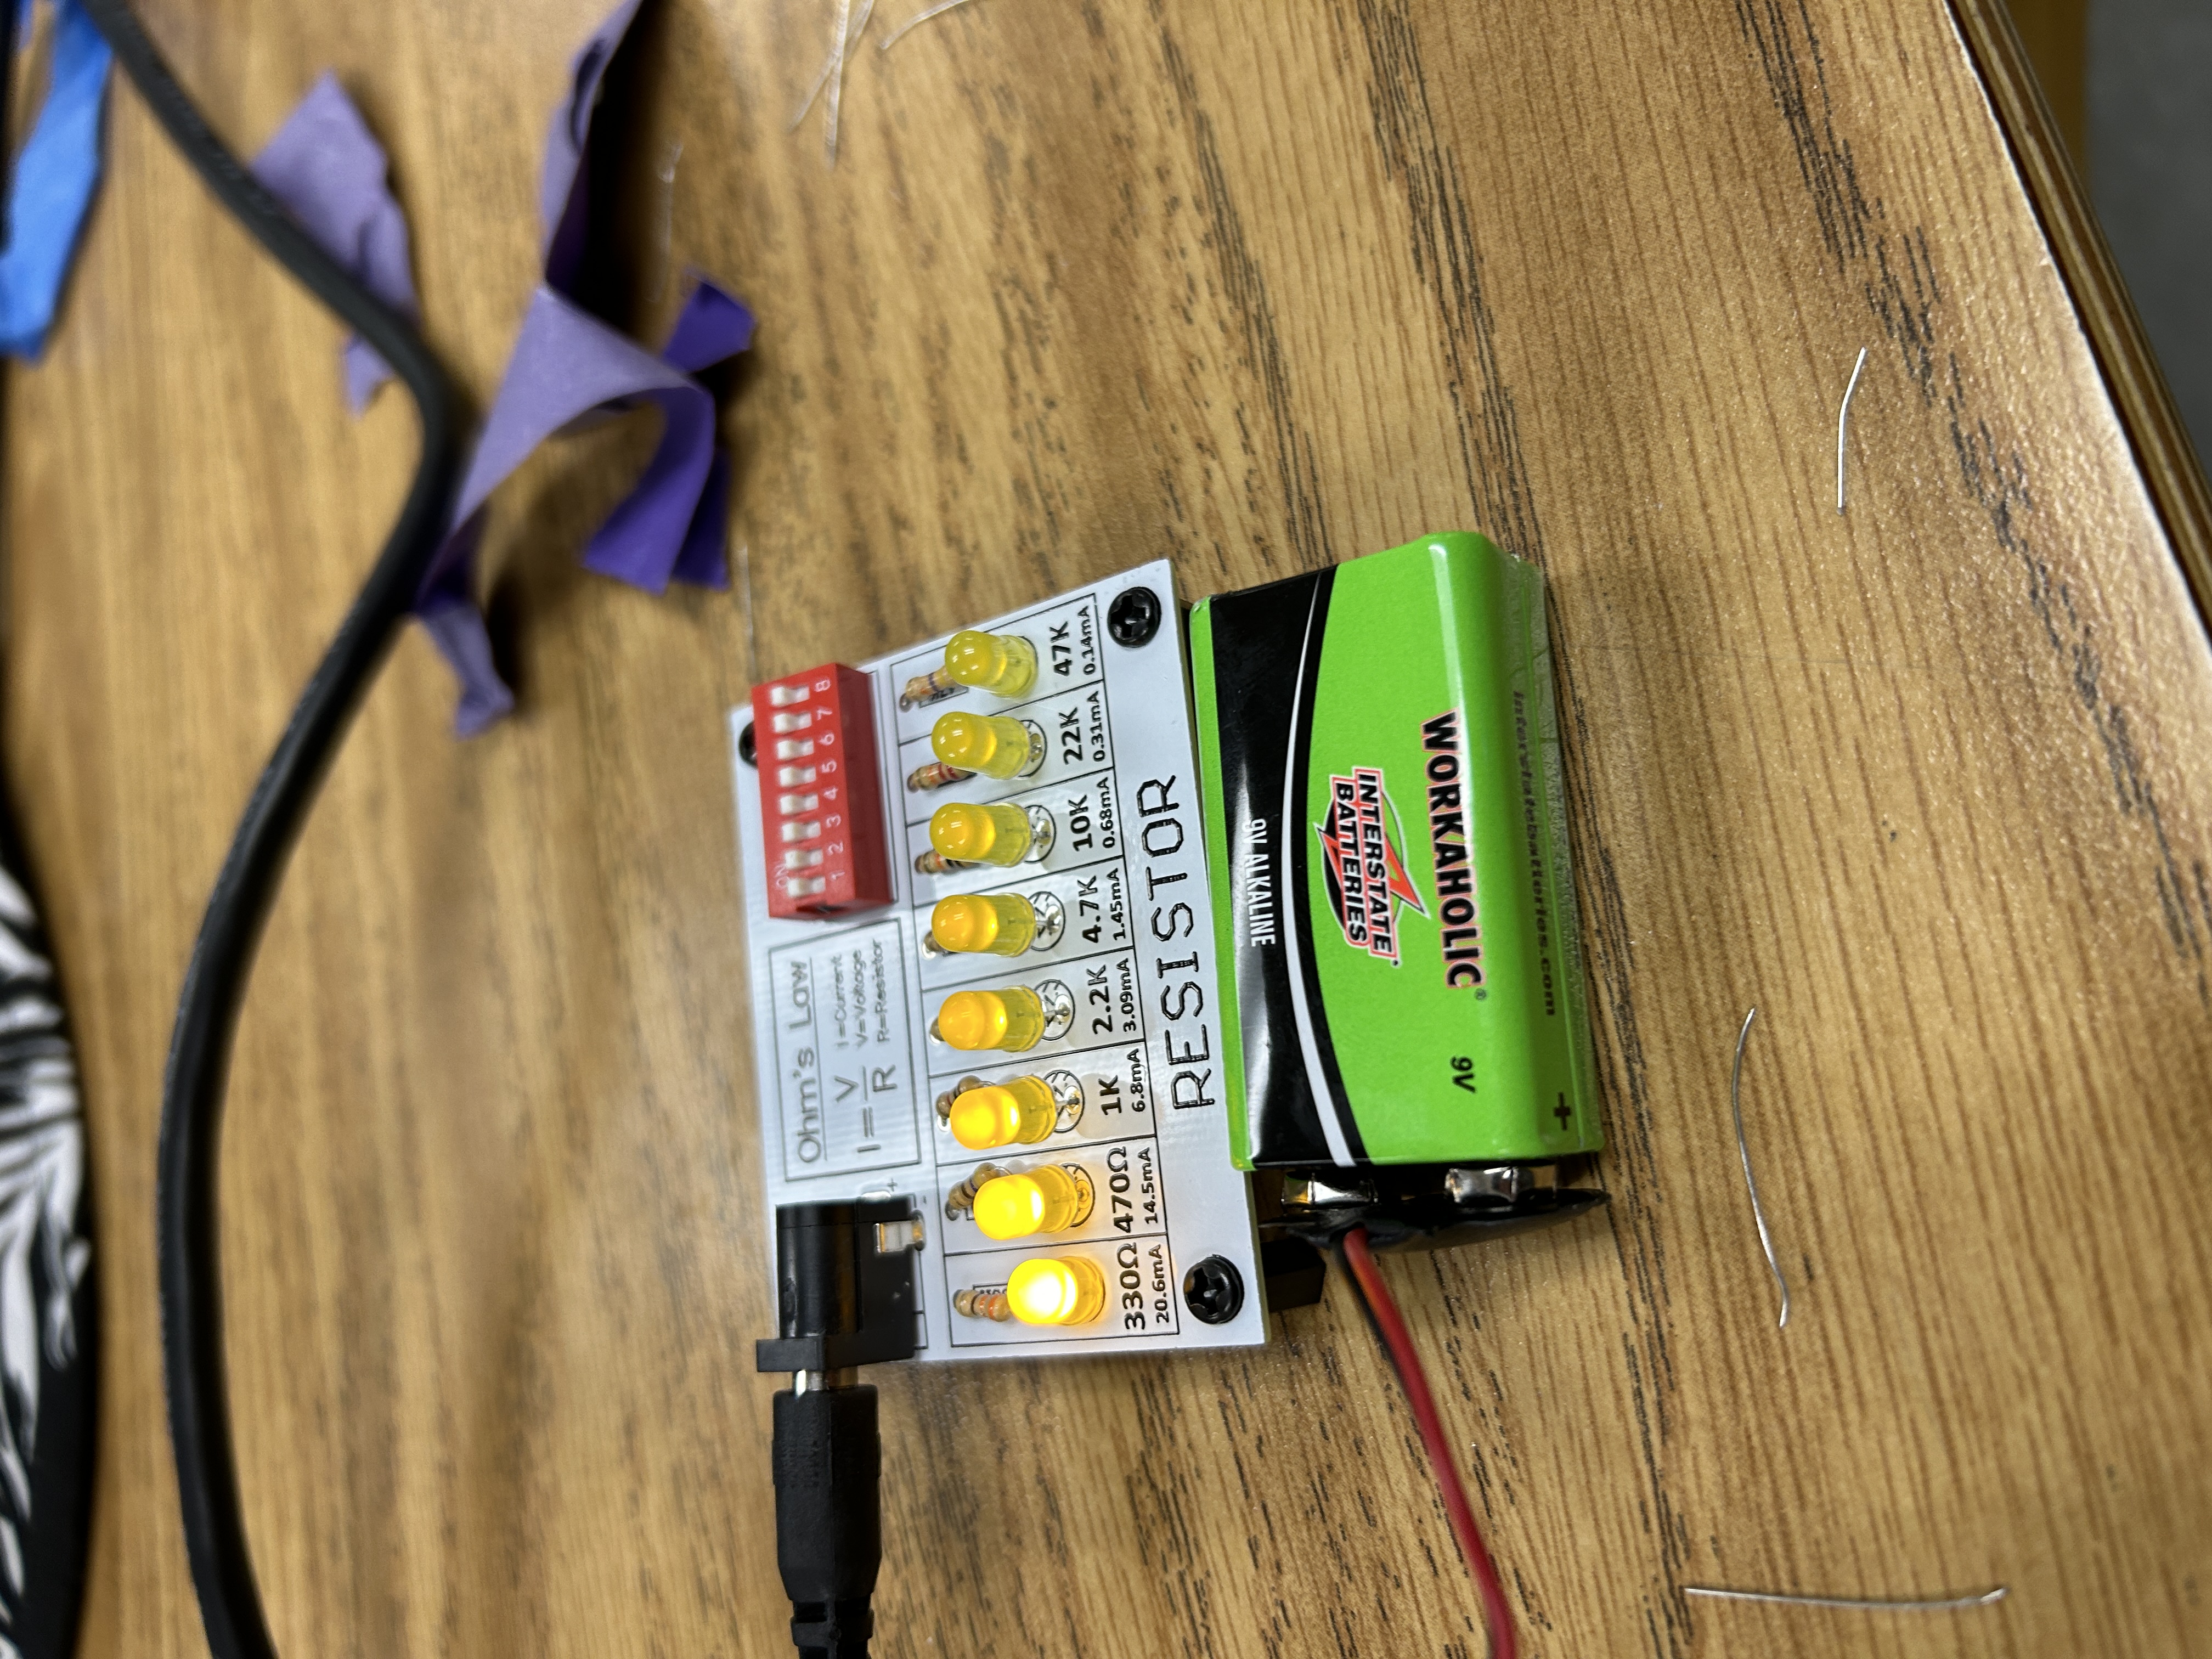 Ohm's Law
I=V/R
I=Current
V=Voltage
R=Resistor
+
ON
1 2 3 4 5 6 7 8
330Ω 470Ω 1K 2.2K 4.7K 10K 22K 47K
20.6mA 14.5mA 6.8mA 3.09mA 1.45mA 0.68mA 0.31mA 0.14mA
RESISTOR
9V ALKALINE
INTERSTATE
BATTERIES
WORKAHOLIC®
9V
interstatebatteries.com
+